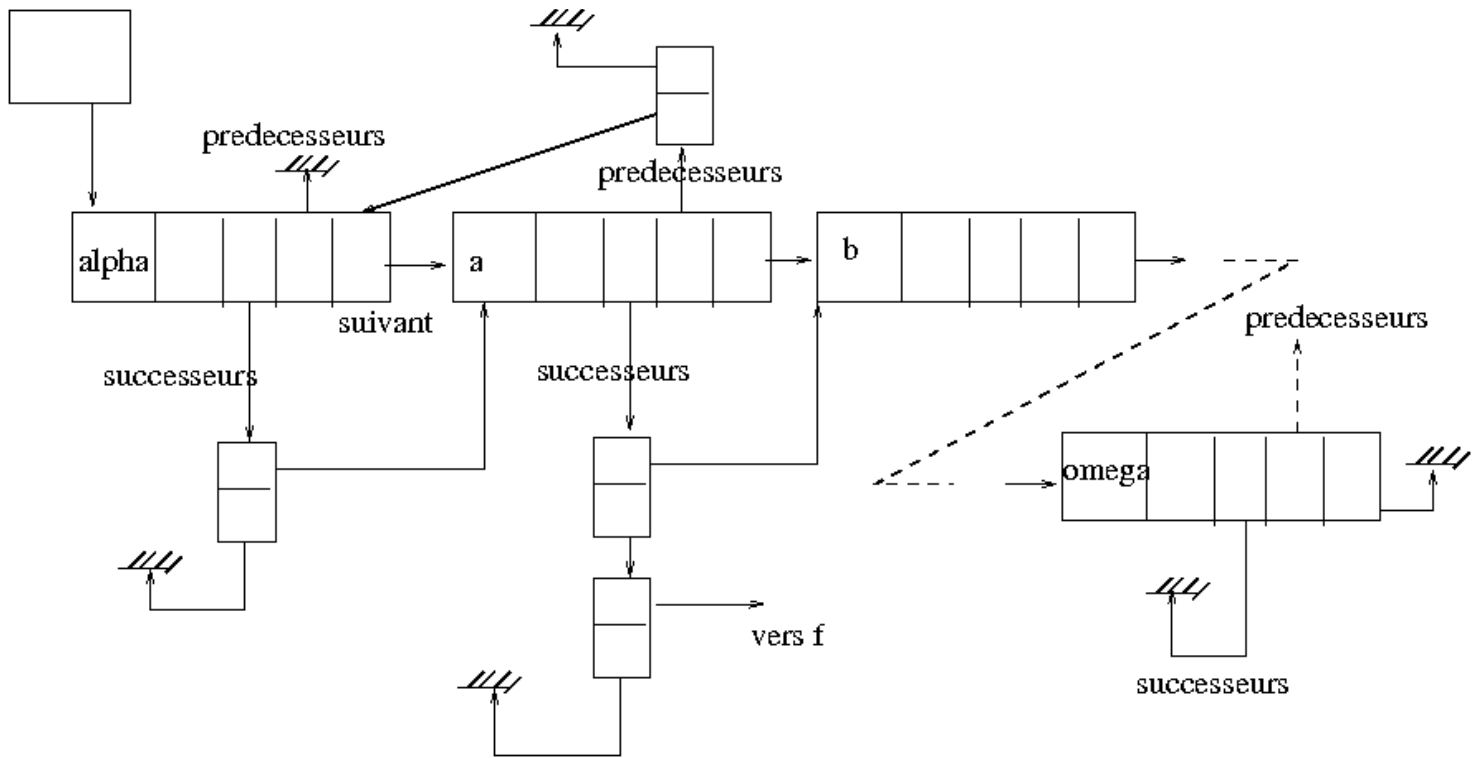 predecesseurs
predecesseurs
alpha
a
b
suivant
predecesseurs
successeurs
successeurs
omega
vers f
successeurs